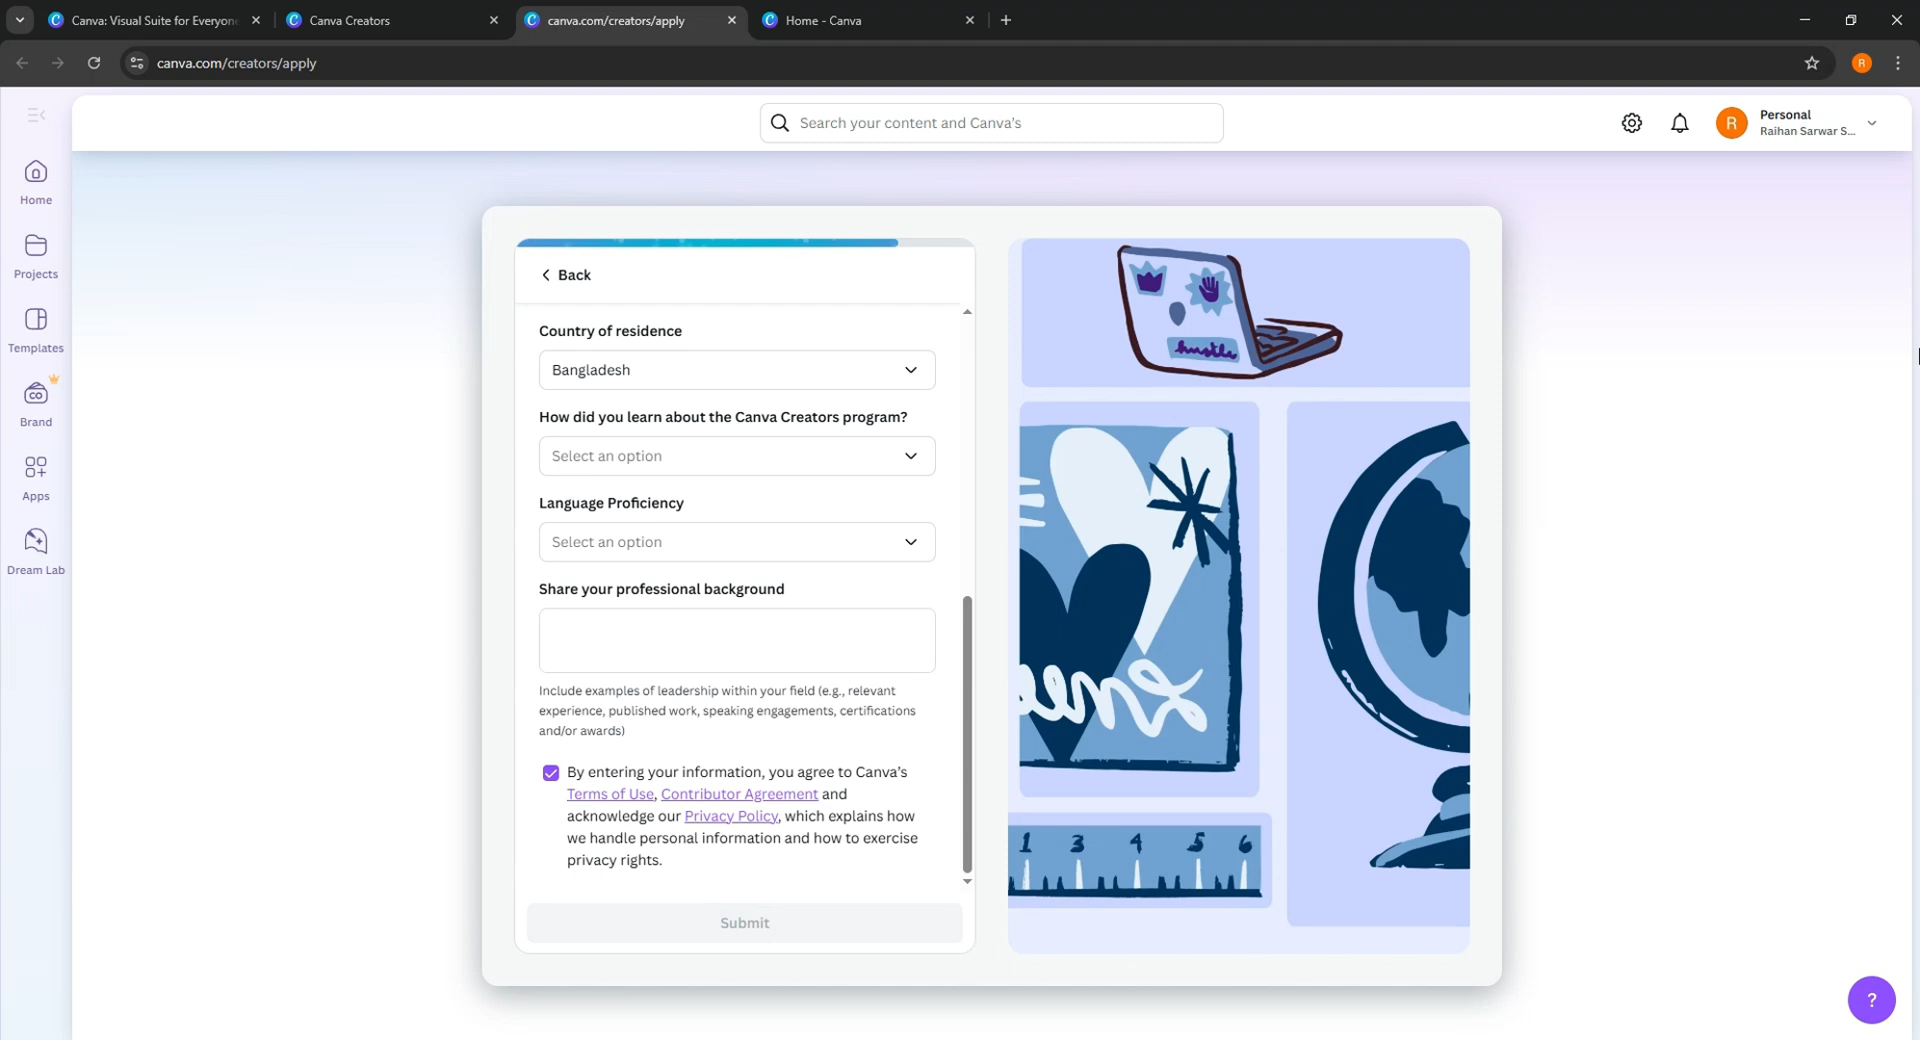 Canva: Visual Suite for Everyon
Canva Creators
canva.com/creators/apply
Home - Canva
canva.com/creators/apply
R
Search your content and Canva's
R
Personal
Raihan Sarwar S...
Home
Projects
Templates
Brand
Apps
Dream Lab
Back
Country of residence
Bangladesh
How did you learn about the Canva Creators program?
Select an option
Language Proficiency
Select an option
Share your professional background
Include examples of leadership within your field (e.g., relevant
experience, published work, speaking engagements, certifications
and/or awards)
By entering your information, you agree to Canva's
Terms of Use, Contributor Agreement and
acknowledge our Privacy Policy, which explains how
we handle personal information and how to exercise
privacy rights.
Submit
hustle
1 3 4 5 6
?